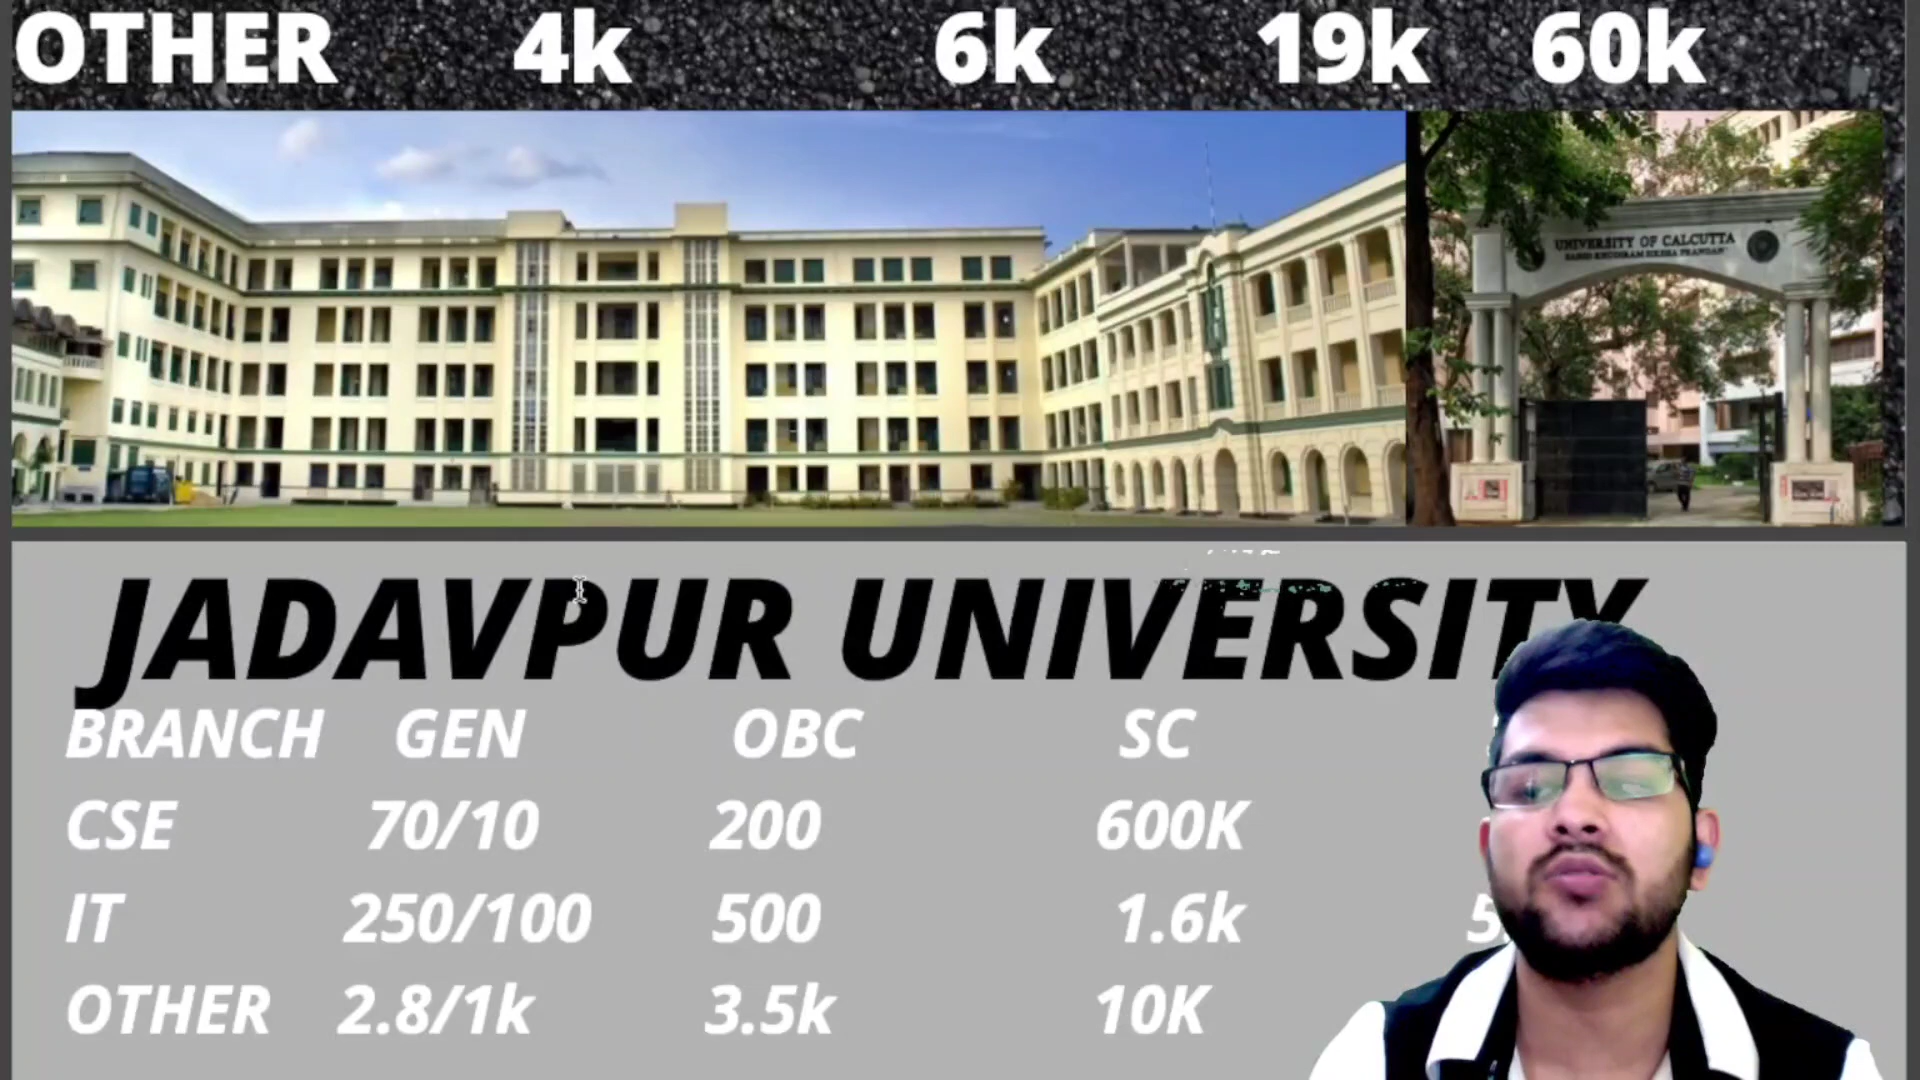 OTHER 4k 6k 19k 60k
UNIVERSITY OF CALCUTTA
JADAVPUR UNIVERSITY
BRANCH GEN OBC SC
CSE 70/10 200 600K
IT 250/100 500 1.6k 5
OTHER 2.8/1k 3.5k 10K